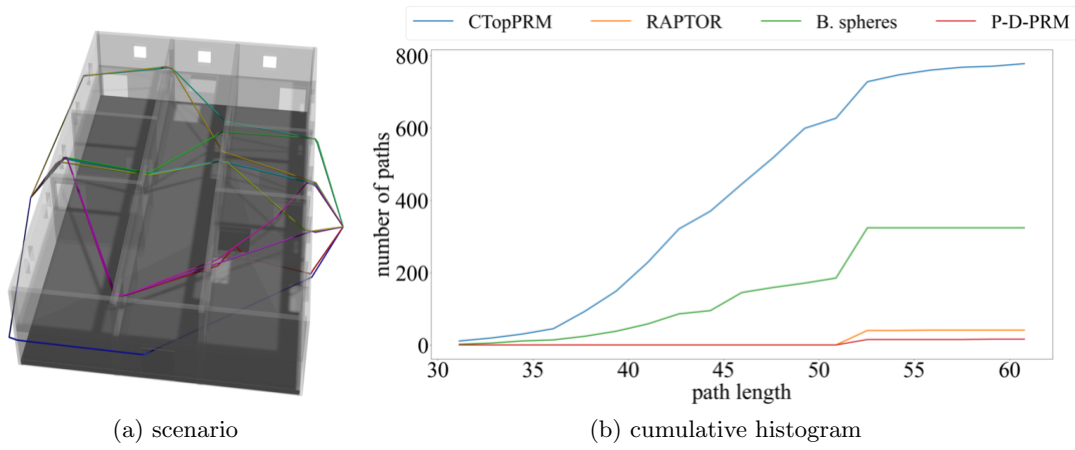 CTopPRM RAPTOR B. spheres P-D-PRM
800
600
400
200
0
number of paths
30 35 40 45 50 55 60
path length
(a) scenario (b) cumulative histogram